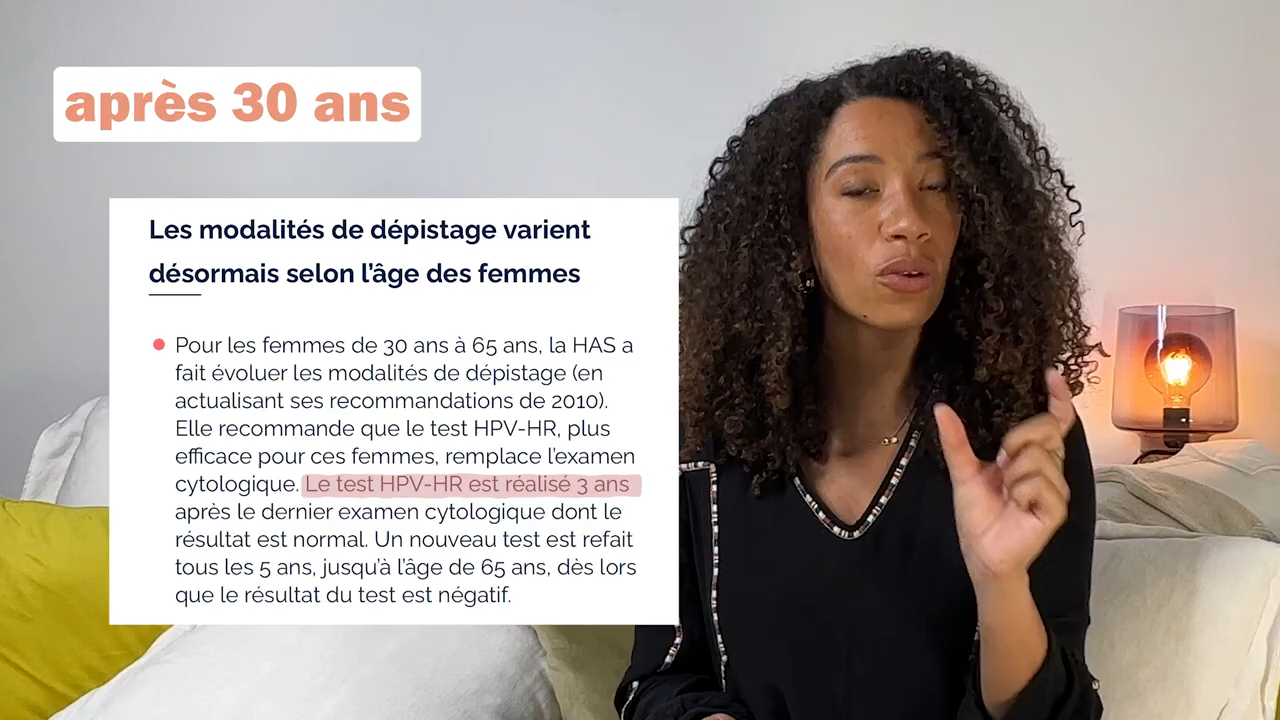 après 30 ans
Les modalités de dépistage varient
désormais selon l'âge des femmes
Pour les femmes de 30 ans à 65 ans, la HAS a
fait évoluer les modalités de dépistage (en
actualisant ses recommandations de 2010).
Elle recommande que le test HPV-HR, plus
efficace pour ces femmes, remplace l'examen
cytologique. Le test HPV-HR est réalisé 3 ans
après le dernier examen cytologique dont le
résultat est normal. Un nouveau test est refait
tous les 5 ans, jusqu'à l'âge de 65 ans, dès lors
que le résultat du test est négatif.